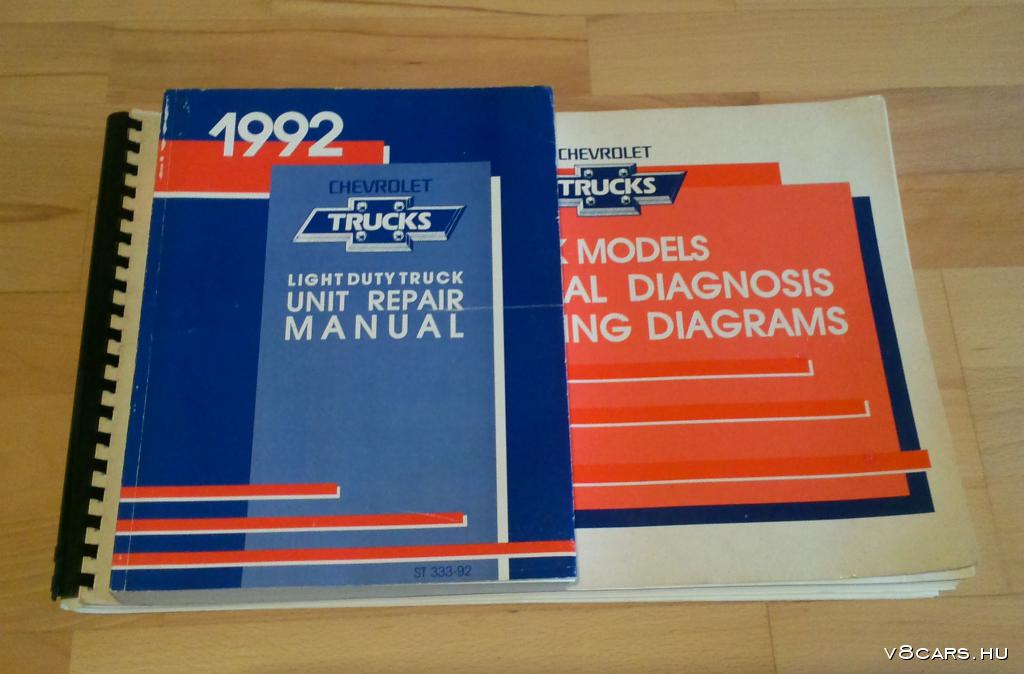 1992
CHEVROLET
TRUCKS
LIGHT DUTY TRUCK
UNIT REPAIR
MANUAL
ST 333-92
CHEVROLET
TRUCKS
MODELS
AL DIAGNOSIS
ING DIAGRAMS
V8CARS.HU